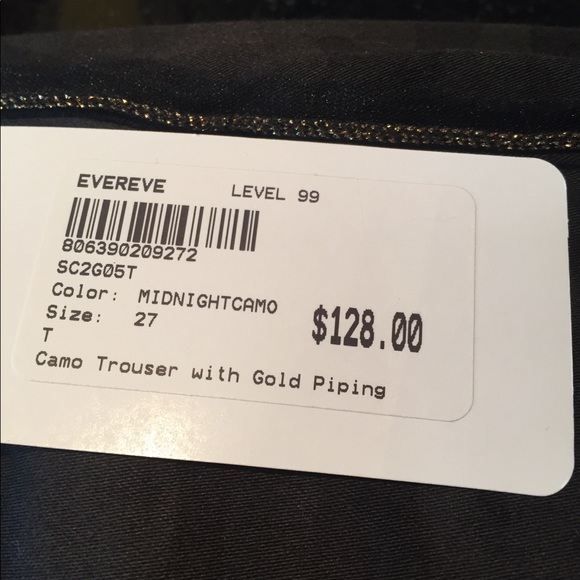 EVEREVE LEVEL 99
806390209272
SC2G05T
Color: MIDNIGHTCAMO
Size: 27
$128.00
T
Camo Trouser with Gold Piping